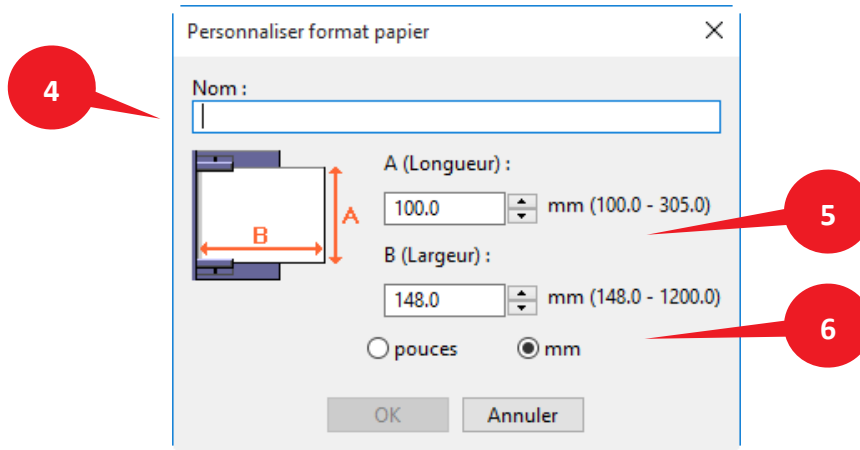 Personnaliser format papier
4
Nom :
A (Longueur) :
100.0 mm (100.0 - 305.0)
A
B
5
B (Largeur) :
148.0 mm (148.0 - 1200.0)
6
pouces mm
OK Annuler